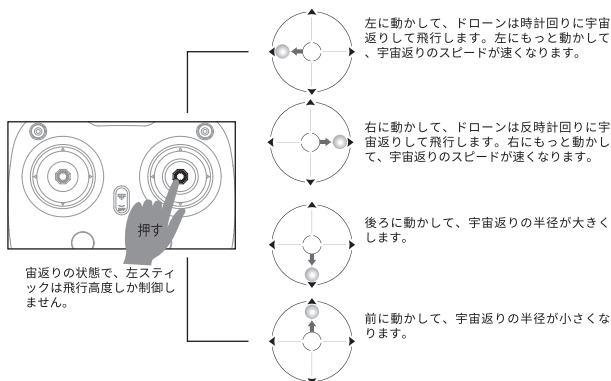 左に動かして、ドローンは時計回りに宇宙
返りして飛行します。左にもっと動かして
、宇宙返りのスピードが速くなります。
右に動かして、ドローンは反時計回りに宇
宙返りして飛行します。右にもっと動かし
て、宇宙返りのスピードが速くなります。
押す
後ろに動かして、宇宙返りの半径が大きく
します。
宙返りの状態で、左スティ
ックは飛行高度しか制御し
ません。
前に動かして、宇宙返りの半径が小さくな
ります。